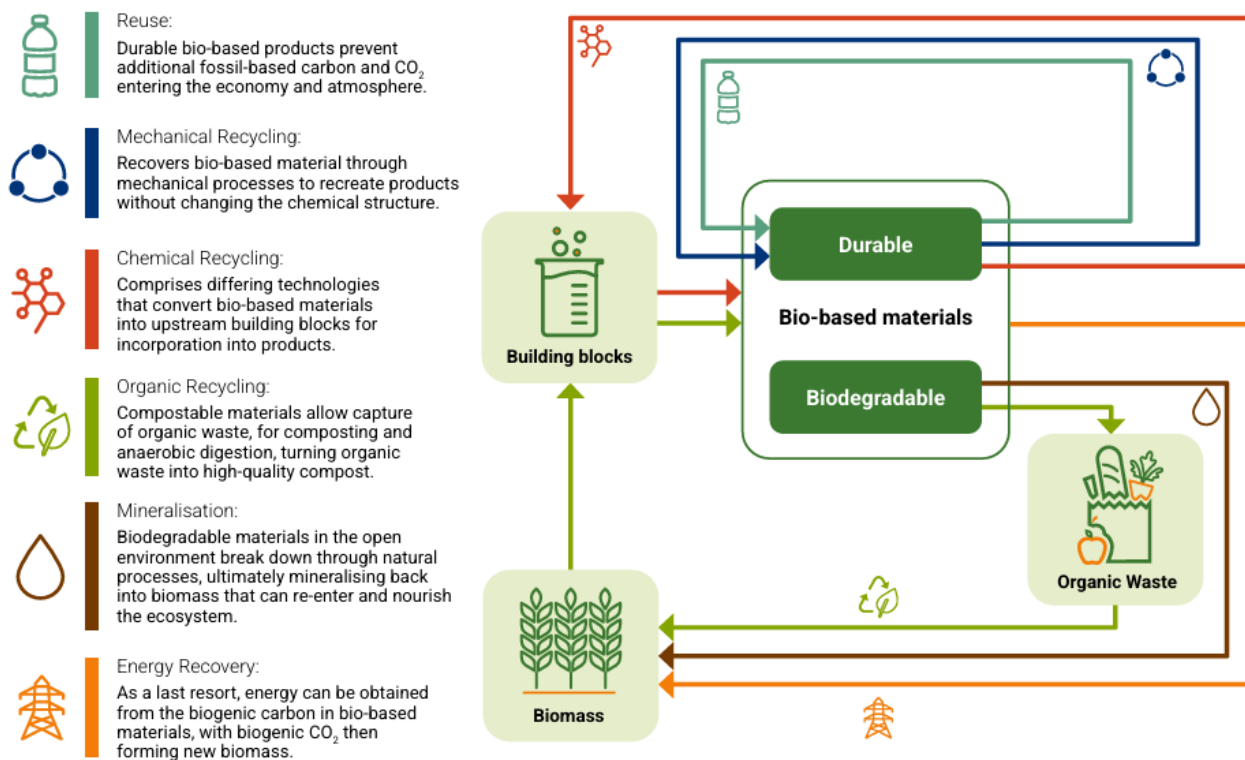 Reuse:
Durable bio-based products prevent
additional fossil-based carbon and CO₂
entering the economy and atmosphere.
Mechanical Recycling:
Recovers bio-based material through
mechanical processes to recreate products
without changing the chemical structure.
Chemical Recycling:
Comprises differing technologies
that convert bio-based materials
into upstream building blocks for
incorporation into products.
Organic Recycling:
Compostable materials allow capture
of organic waste, for composting and
anaerobic digestion, turning organic
waste into high-quality compost.
Mineralisation:
Biodegradable materials in the open
environment break down through natural
processes, ultimately mineralising back
into biomass that can re-enter and nourish
the ecosystem.
Energy Recovery:
As a last resort, energy can be obtained
from the biogenic carbon in bio-based
materials, with biogenic CO₂ then
forming new biomass.
Building blocks
Durable
Bio-based materials
Biodegradable
Organic Waste
Biomass